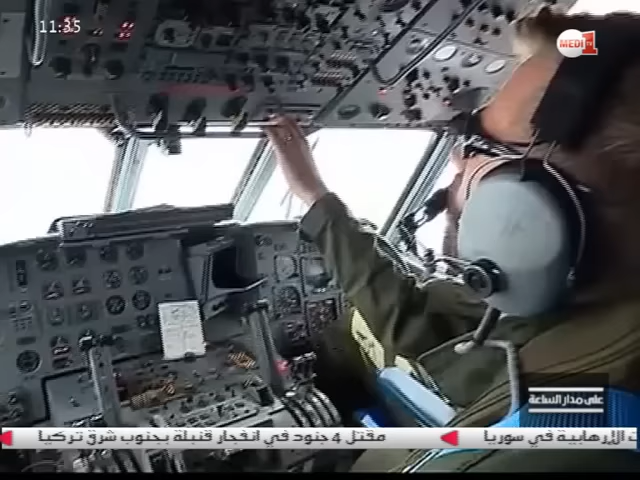 11:35
MEDI 1
على مدار الساعة
ت الإرهابية في سوريا
مقتل 4 جنود في انفجار قنبلة بجنوب شرق تركيا